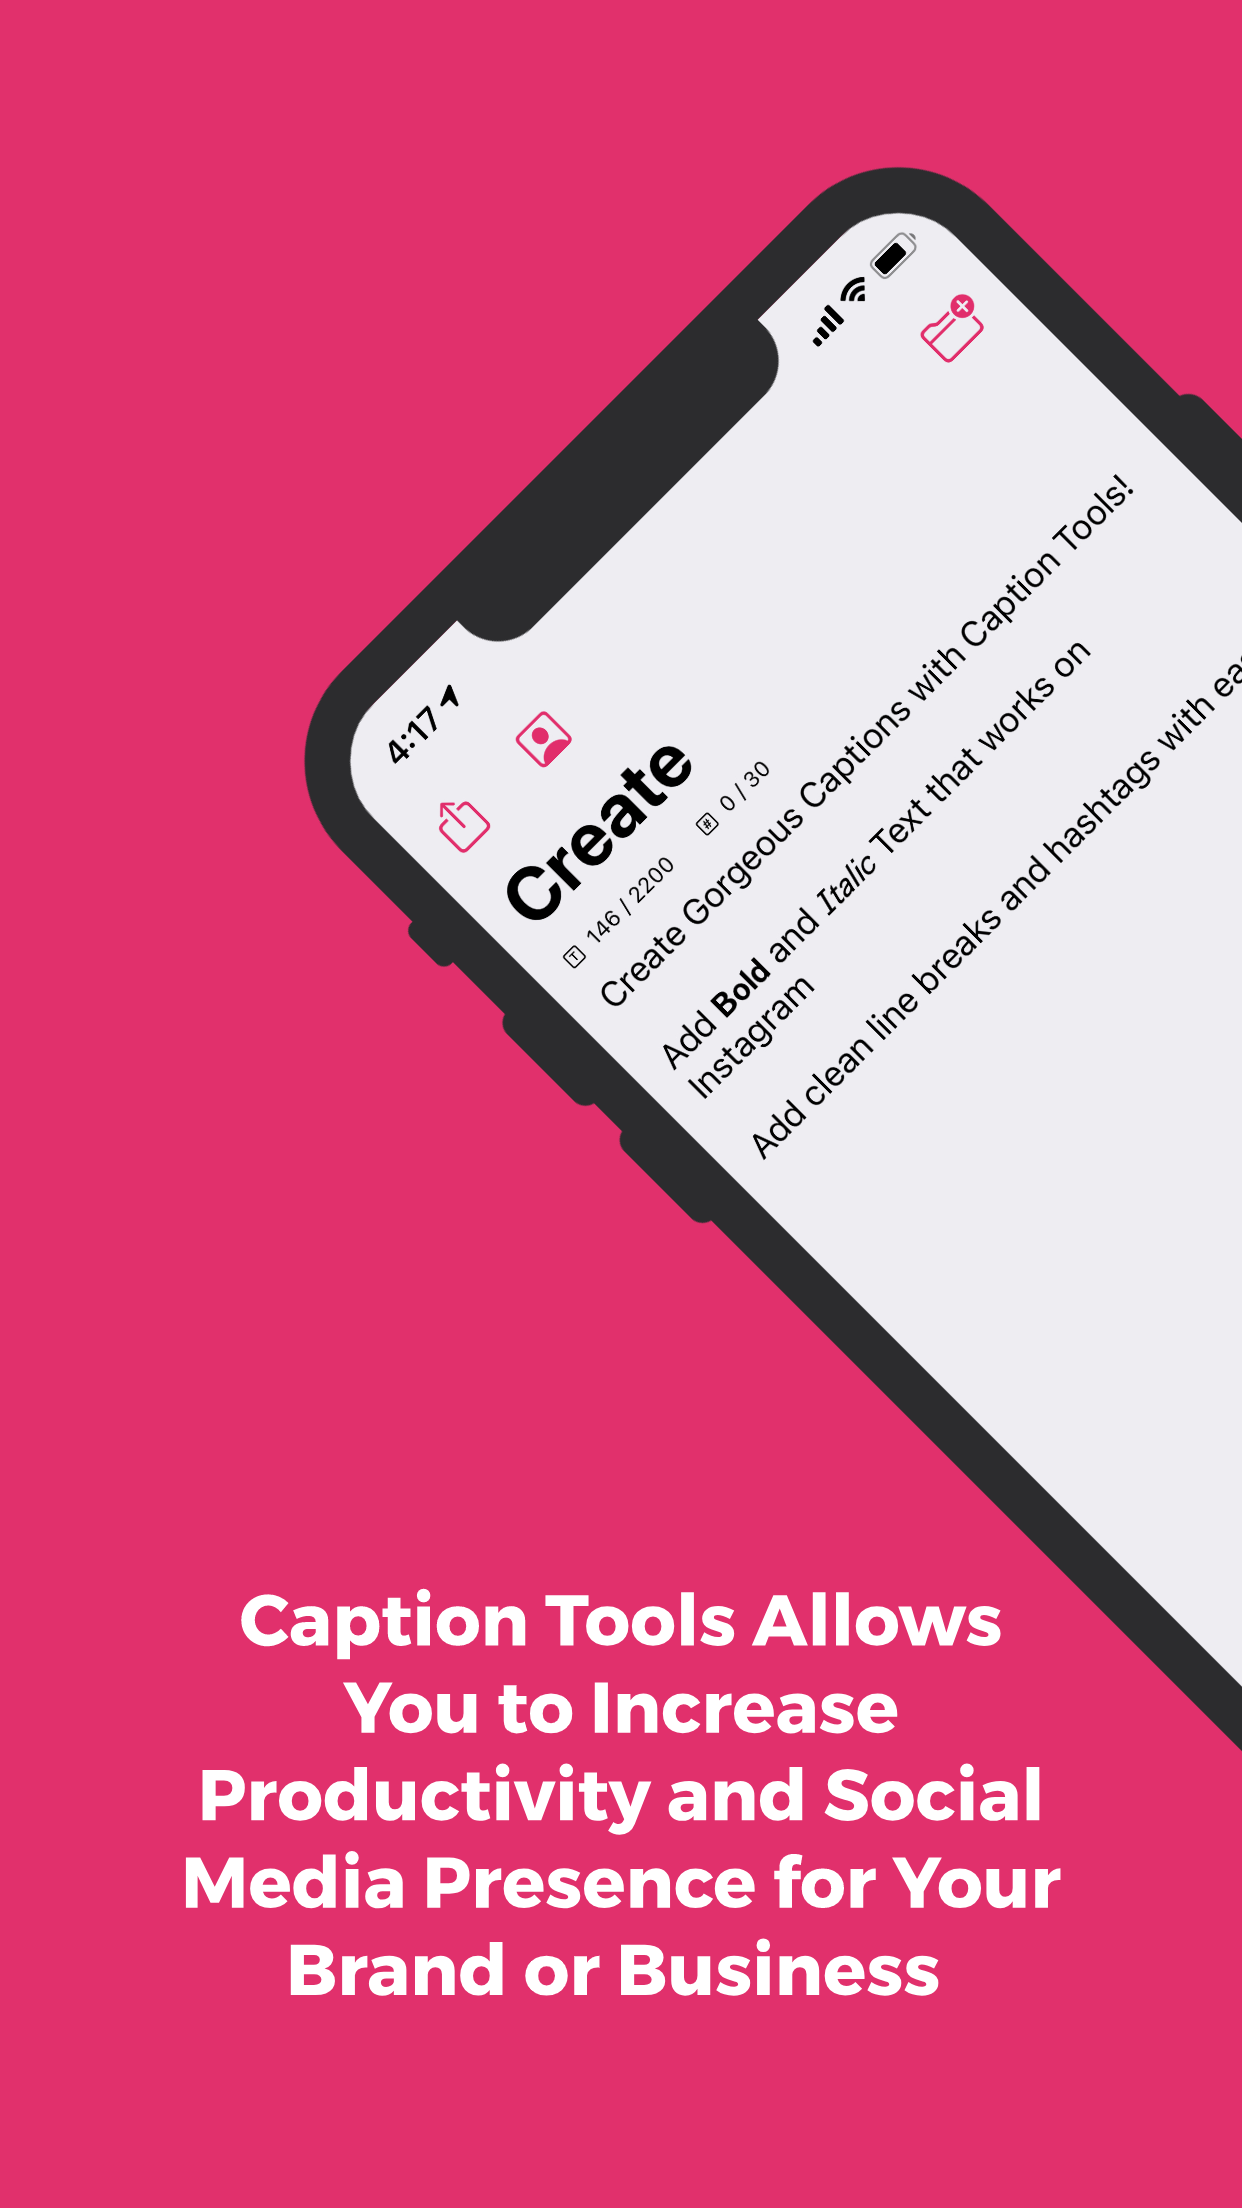 4:17
Create
146 / 2200 # 0 / 30
Create Gorgeous Captions with Caption Tools!
Add Bold and Italic Text that works on
Instagram
Add clean line breaks and hashtags with
Caption Tools Allows
You to Increase
Productivity and Social
Media Presence for Your
Brand or Business